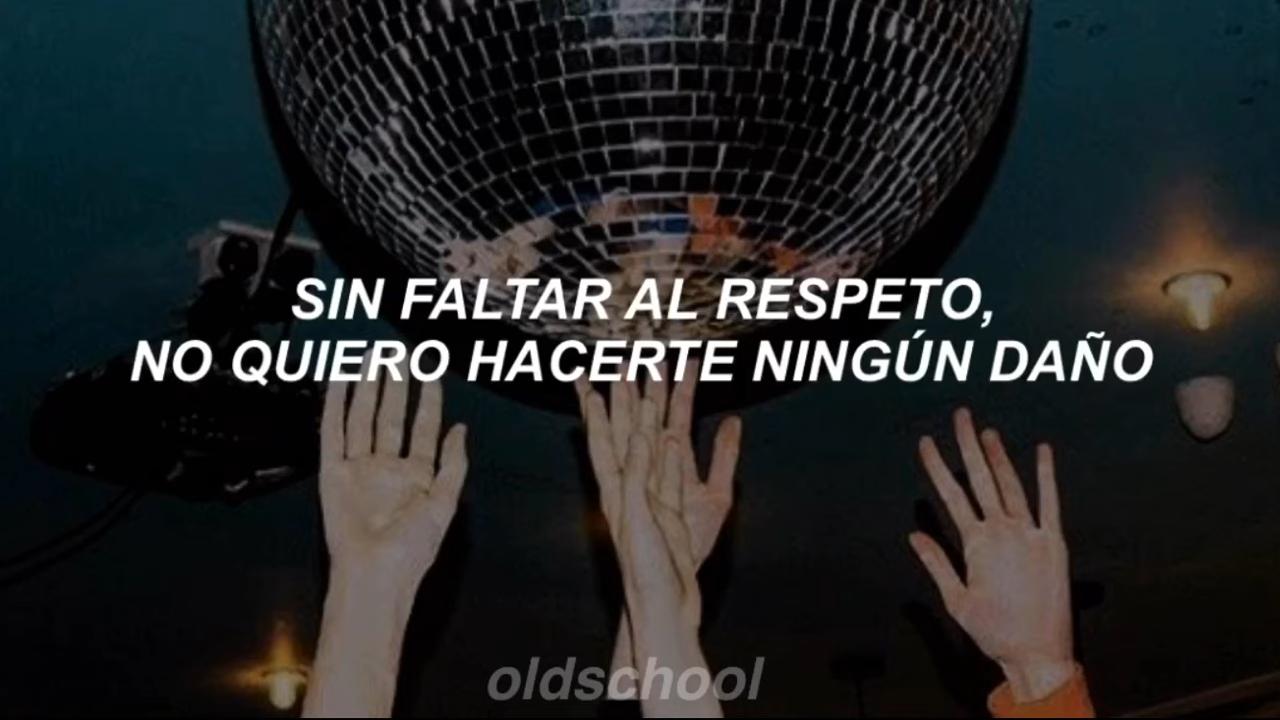 SIN FALTAR AL RESPETO,
NO QUIERO HACERTE NINGÚN DAÑO
oldschool